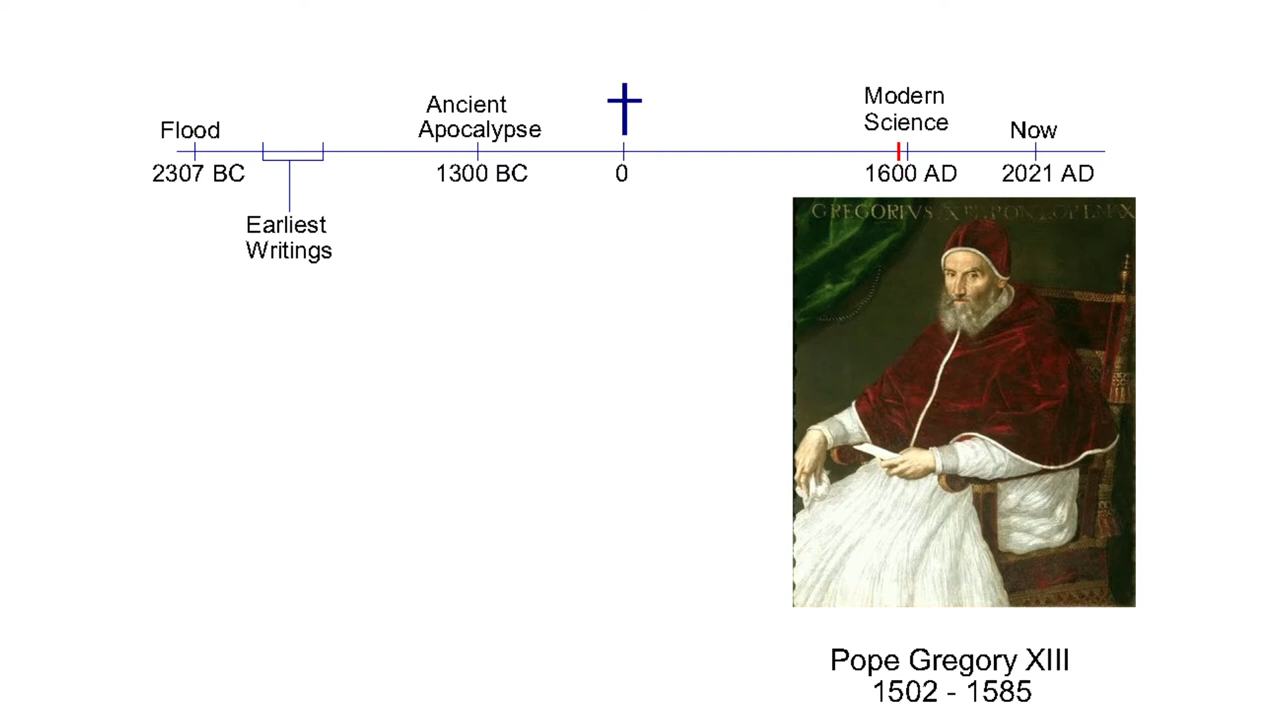 Flood
2307 BC
Earliest
Writings
Ancient
Apocalypse
1300 BC
0
Modern
Science
1600 AD
Now
2021 AD
GREGORIVS
Pope Gregory XIII
1502 - 1585